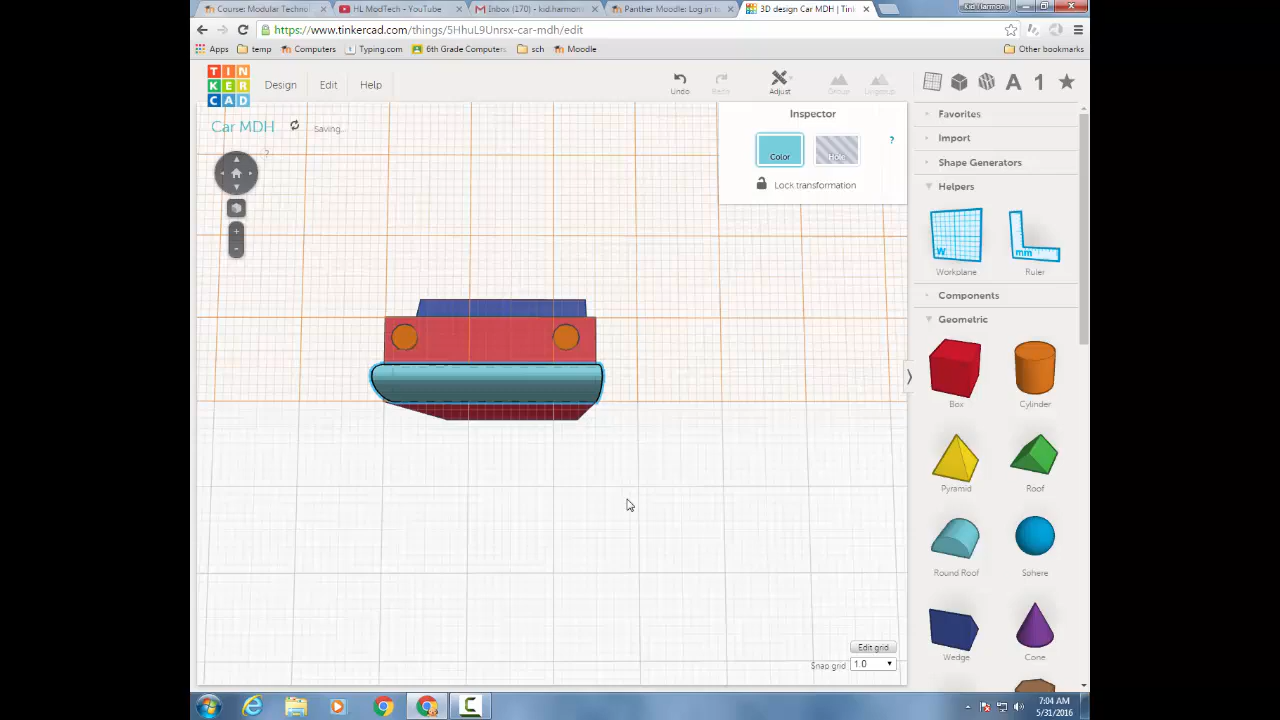 Course: Modular Techno
HL ModTech - YouTube
Inbox (170) - kid.harmon
Panther Moodle: Log in to
3D design Car MDH | Tink
Kid Harmon
https://www.tinkercad.com/things/5HhuL9Unrsx-car-mdh/edit
Apps
temp
Computers
Typing.com
6th Grade Computers
sch
Moodle
Other bookmarks
TIN
KER
CAD
Design
Edit
Help
Undo
Redo
Adjust
Group
Ungroup
Car MDH
Saving...
?
Inspector
Color
Hole
?
Lock transformation
Favorites
Import
Shape Generators
Helpers
W
mm
Workplane
Ruler
Components
Geometric
Box
Cylinder
Pyramid
Roof
Round Roof
Sphere
Wedge
Cone
Edit grid
Snap grid
1.0
7:04 AM
5/31/2016